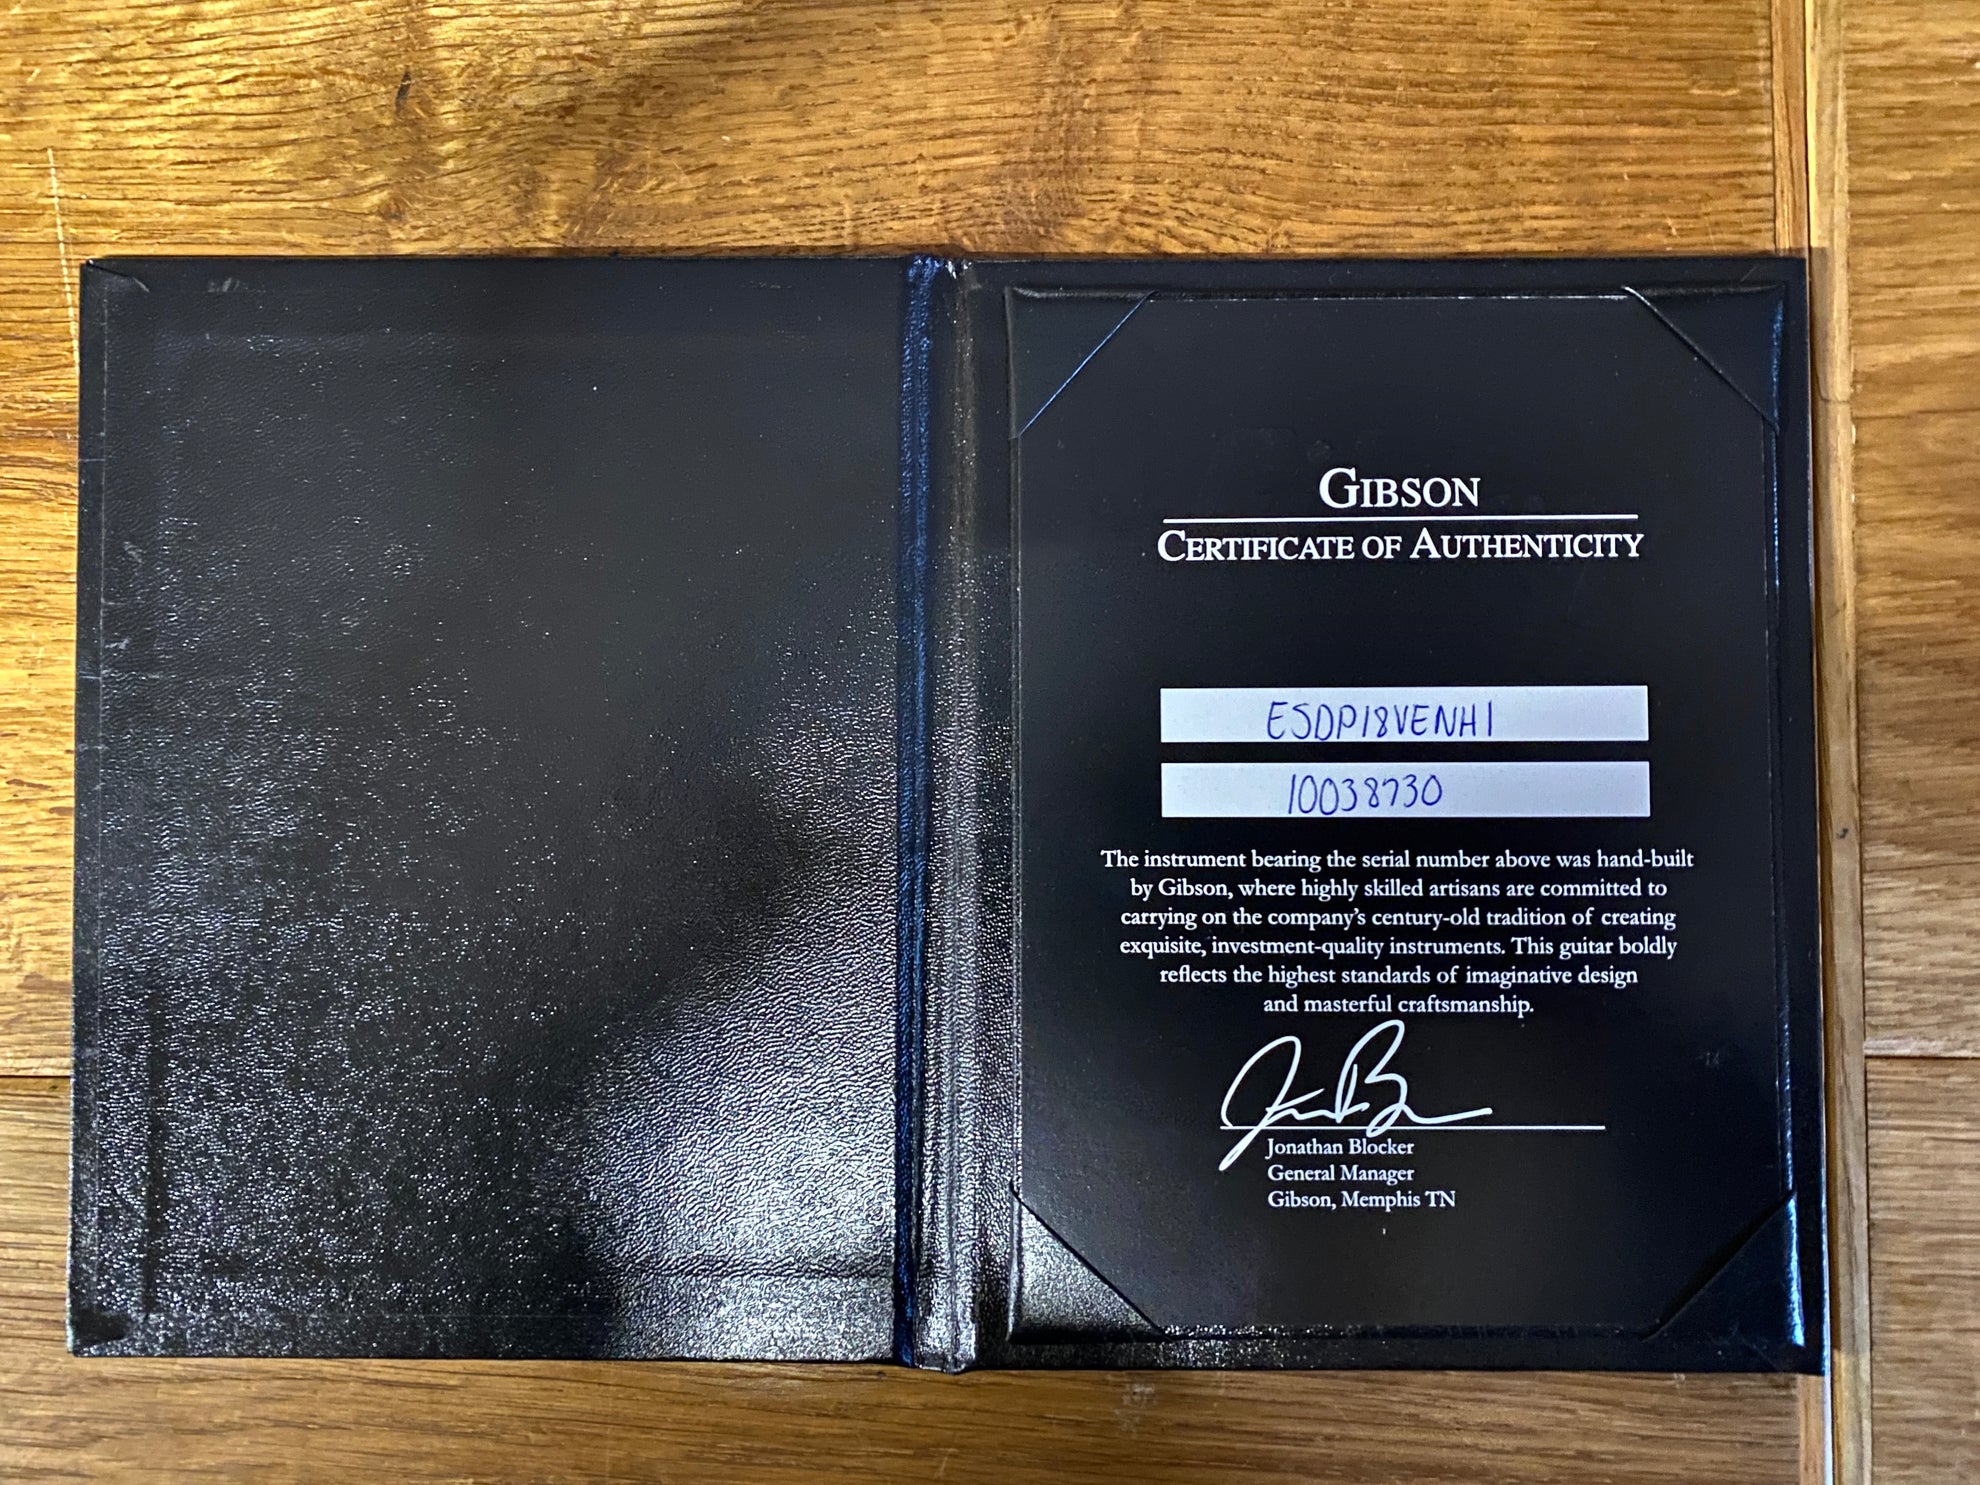 GIBSON
CERTIFICATE OF AUTHENTICITY
ESDP18VENH1
10038730
The instrument bearing the serial number above was hand-built
by Gibson, where highly skilled artisans are committed to
carrying on the company's century-old tradition of creating
exquisite, investment-quality instruments. This guitar boldly
reflects the highest standards of imaginative design
and masterful craftsmanship.
Jonathan Blocker
General Manager
Gibson, Memphis TN